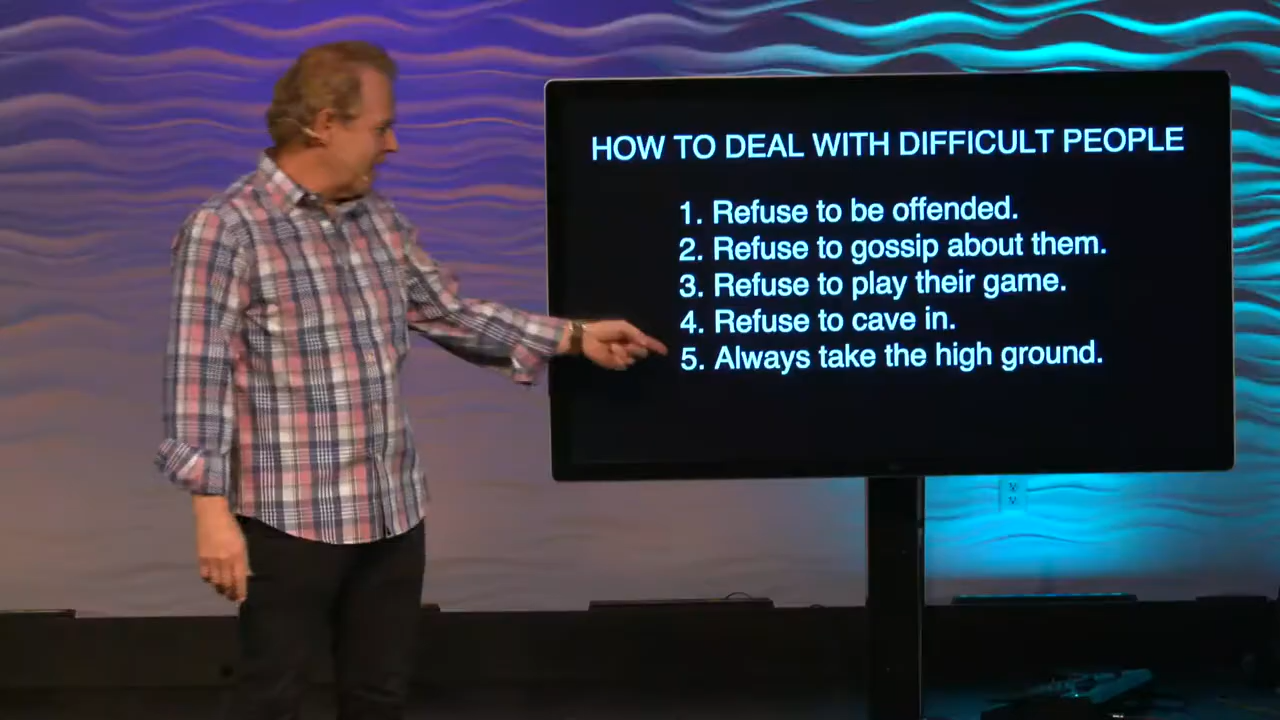 HOW TO DEAL WITH DIFFICULT PEOPLE
1. Refuse to be offended.
2. Refuse to gossip about them.
3. Refuse to play their game.
4. Refuse to cave in.
5. Always take the high ground.